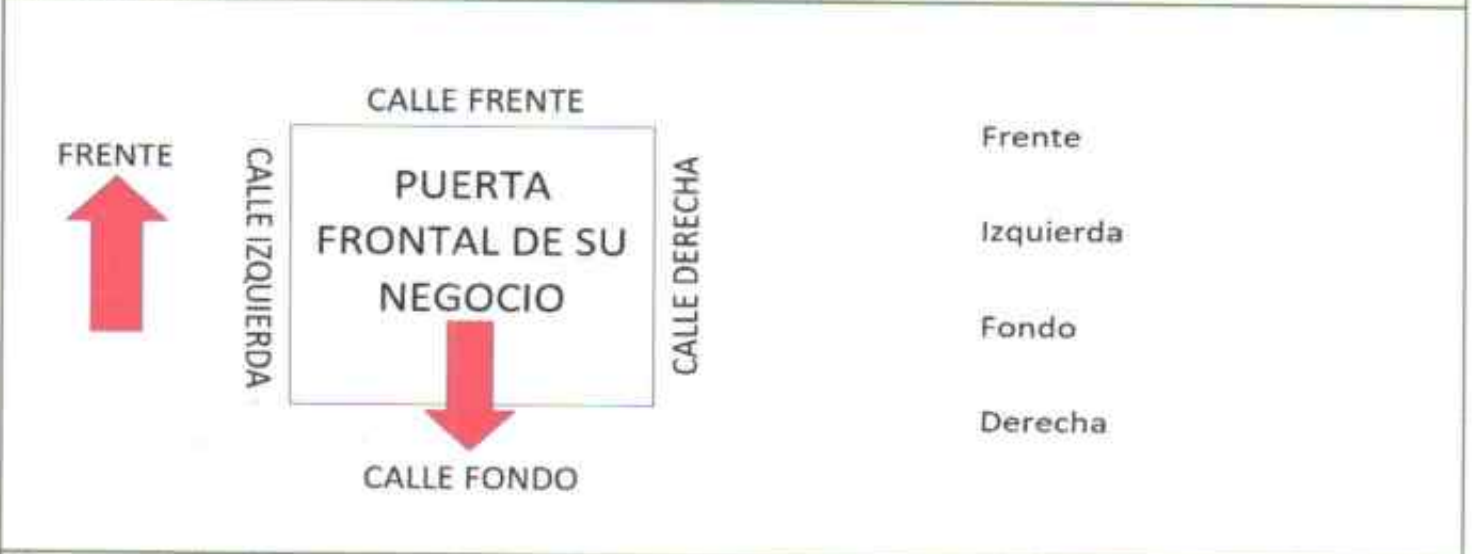 CALLE FRENTE
FRENTE
CALLE IZQUIERDA
PUERTA
FRONTAL DE SU
NEGOCIO
CALLE DERECHA
CALLE FONDO
Frente
Izquierda
Fondo
Derecha